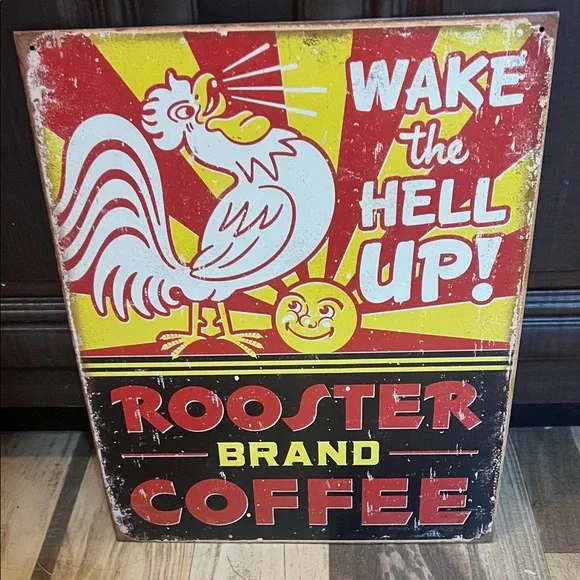 WAKE
the
HELL
UP!
ROOSTER
BRAND
COFFEE